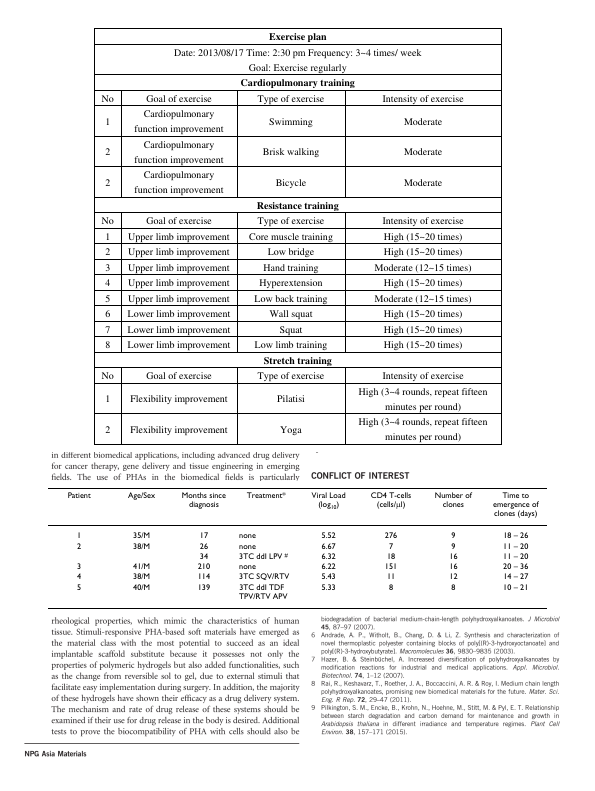 Exercise plan
Date: 2013/08/17 Time: 2:30 pm Frequency: 3~4 times/ week
Goal: Exercise regularly
Cardiopulmonary training
No Goal of exercise Type of exercise Intensity of exercise
1 Cardiopulmonary function improvement Swimming Moderate
2 Cardiopulmonary function improvement Brisk walking Moderate
2 Cardiopulmonary function improvement Bicycle Moderate
Resistance training
No Goal of exercise Type of exercise Intensity of exercise
1 Upper limb improvement Core muscle training High (15~20 times)
2 Upper limb improvement Low bridge High (15~20 times)
3 Upper limb improvement Hand training Moderate (12~15 times)
4 Upper limb improvement Hyperextension High (15~20 times)
5 Upper limb improvement Low back training Moderate (12~15 times)
6 Lower limb improvement Wall squat High (15~20 times)
7 Lower limb improvement Squat High (15~20 times)
8 Lower limb improvement Low limb training High (15~20 times)
Stretch training
No Goal of exercise Type of exercise Intensity of exercise
1 Flexibility improvement Pilatisi High (3~4 rounds, repeat fifteen minutes per round)
2 Flexibility improvement Yoga High (3~4 rounds, repeat fifteen minutes per round)
in different biomedical applications, including advanced drug delivery
for cancer therapy, gene delivery and tissue engineering in emerging
fields. The use of PHAs in the biomedical fields is particularly
CONFLICT OF INTEREST
Patient Age/Sex Months since diagnosis Treatment* Viral Load (log10) CD4 T-cells (cells/μl) Number of clones Time to emergence of clones (days)
1 35/M 17 none 5.52 276 9 18 – 26
2 38/M 26 none 6.67 7 9 11 – 20
34 3TC ddI LPV # 6.32 18 16 11 – 20
3 41/M 210 none 6.22 151 16 20 – 36
4 38/M 114 3TC SQV/RTV 5.43 11 12 14 – 27
5 40/M 139 3TC ddI TDF 5.33 8 8 10 – 21
TPV/RTV APV
rheological properties, which mimic the characteristics of human
tissue. Stimuli-responsive PHA-based soft materials have emerged as
the material class with the most potential to succeed as an ideal
implantable scaffold substitute because it possesses not only the
properties of polymeric hydrogels but also added functionalities, such
as the change from reversible sol to gel, due to external stimuli that
facilitate easy implementation during surgery. In addition, the majority
of these hydrogels have shown their efficacy as a drug delivery system.
The mechanism and rate of drug release of these systems should be
examined if their use for drug release in the body is desired. Additional
tests to prove the biocompatibility of PHA with cells should also be
biodegradation of bacterial medium-chain-length polyhydroxyalkanoates. J Microbiol
45, 87–97 (2007).
6 Andrade, A. P., Witholt, B., Chang, D. & Li, Z. Synthesis and characterization of
novel thermoplastic polyester containing blocks of poly[(R)-3-hydroxyoctanoate] and
poly[(R)-3-hydroxybutyrate]. Macromolecules 36, 9830–9835 (2003).
7 Hazer, B. & Steinbüchel, A. Increased diversification of polyhydroxyalkanoates by
modification reactions for industrial and medical applications. Appl. Microbiol.
Biotechnol. 74, 1–12 (2007).
8 Rai, R., Keshavarz, T., Roether, J. A., Boccaccini, A. R. & Roy, I. Medium chain length
polyhydroxyalkanoates, promising new biomedical materials for the future. Mater. Sci.
Eng. R Rep. 72, 29–47 (2011).
9 Pilkington, S. M., Encke, B., Krohn, N., Hoehne, M., Stitt, M. & Pyl, E. T. Relationship
between starch degradation and carbon demand for maintenance and growth in
Arabidopsis thaliana in different irradiance and temperature regimes. Plant Cell
Environ. 38, 157–171 (2015).
NPG Asia Materials